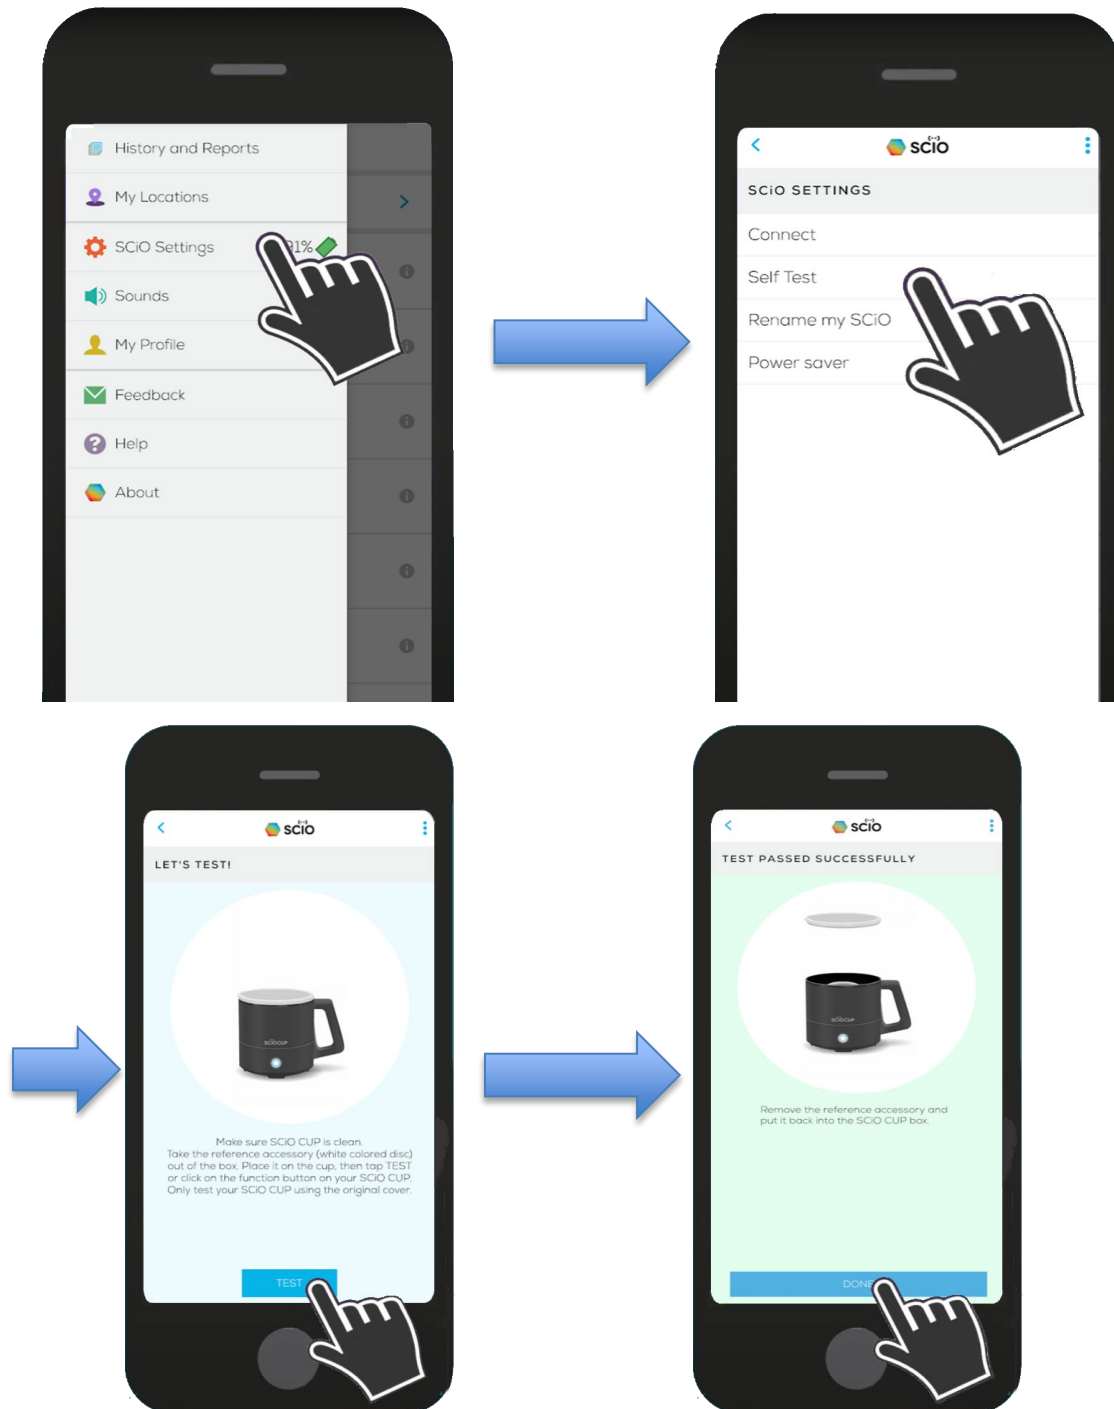 History and Reports
My Locations
SCiO Settings
91%
Sounds
My Profile
Feedback
Help
About
SCiO
SCiO SETTINGS
Connect
Self Test
Rename my SCiO
Power saver
SCiO
LET'S TEST!
SCiOCUP
Make sure SCiO CUP is clean.
Take the reference accessory (white colored disc)
out of the box. Place it on the cup, then tap TEST
or click on the function button on your SCiO CUP.
Only test your SCiO CUP using the original cover.
TEST
SCiO
TEST PASSED SUCCESSFULLY
SCiOCUP
Remove the reference accessory and
put it back into the SCiO CUP box.
DONE